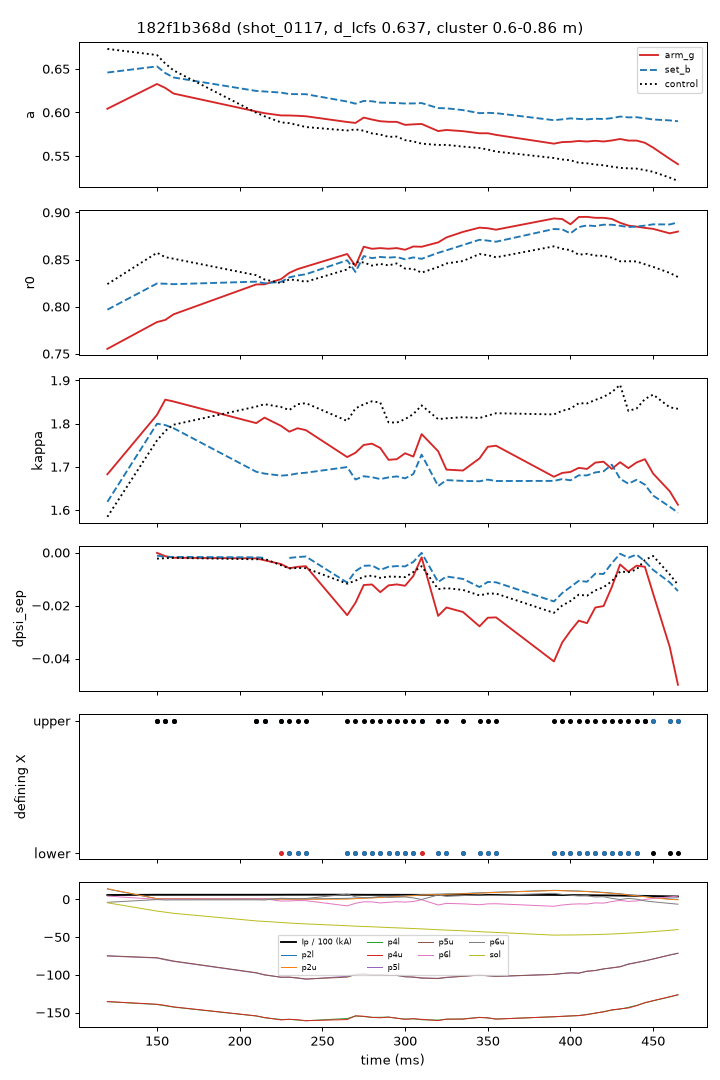 182f1b368d (shot_0117, d_lcfs 0.637, cluster 0.6-0.86 m)
a
0.65
0.60
0.55
arm_g
set_b
control
r0
0.90
0.85
0.80
0.75
kappa
1.9
1.8
1.7
1.6
dpsi_sep
0.00
−0.02
−0.04
defining X
upper
lower
0
−50
−100
−150
Ip / 100 (kA)
p2l
p2u
p4l
p4u
p5l
p5u
p6l
p6u
sol
150 200 250 300 350 400 450
time (ms)